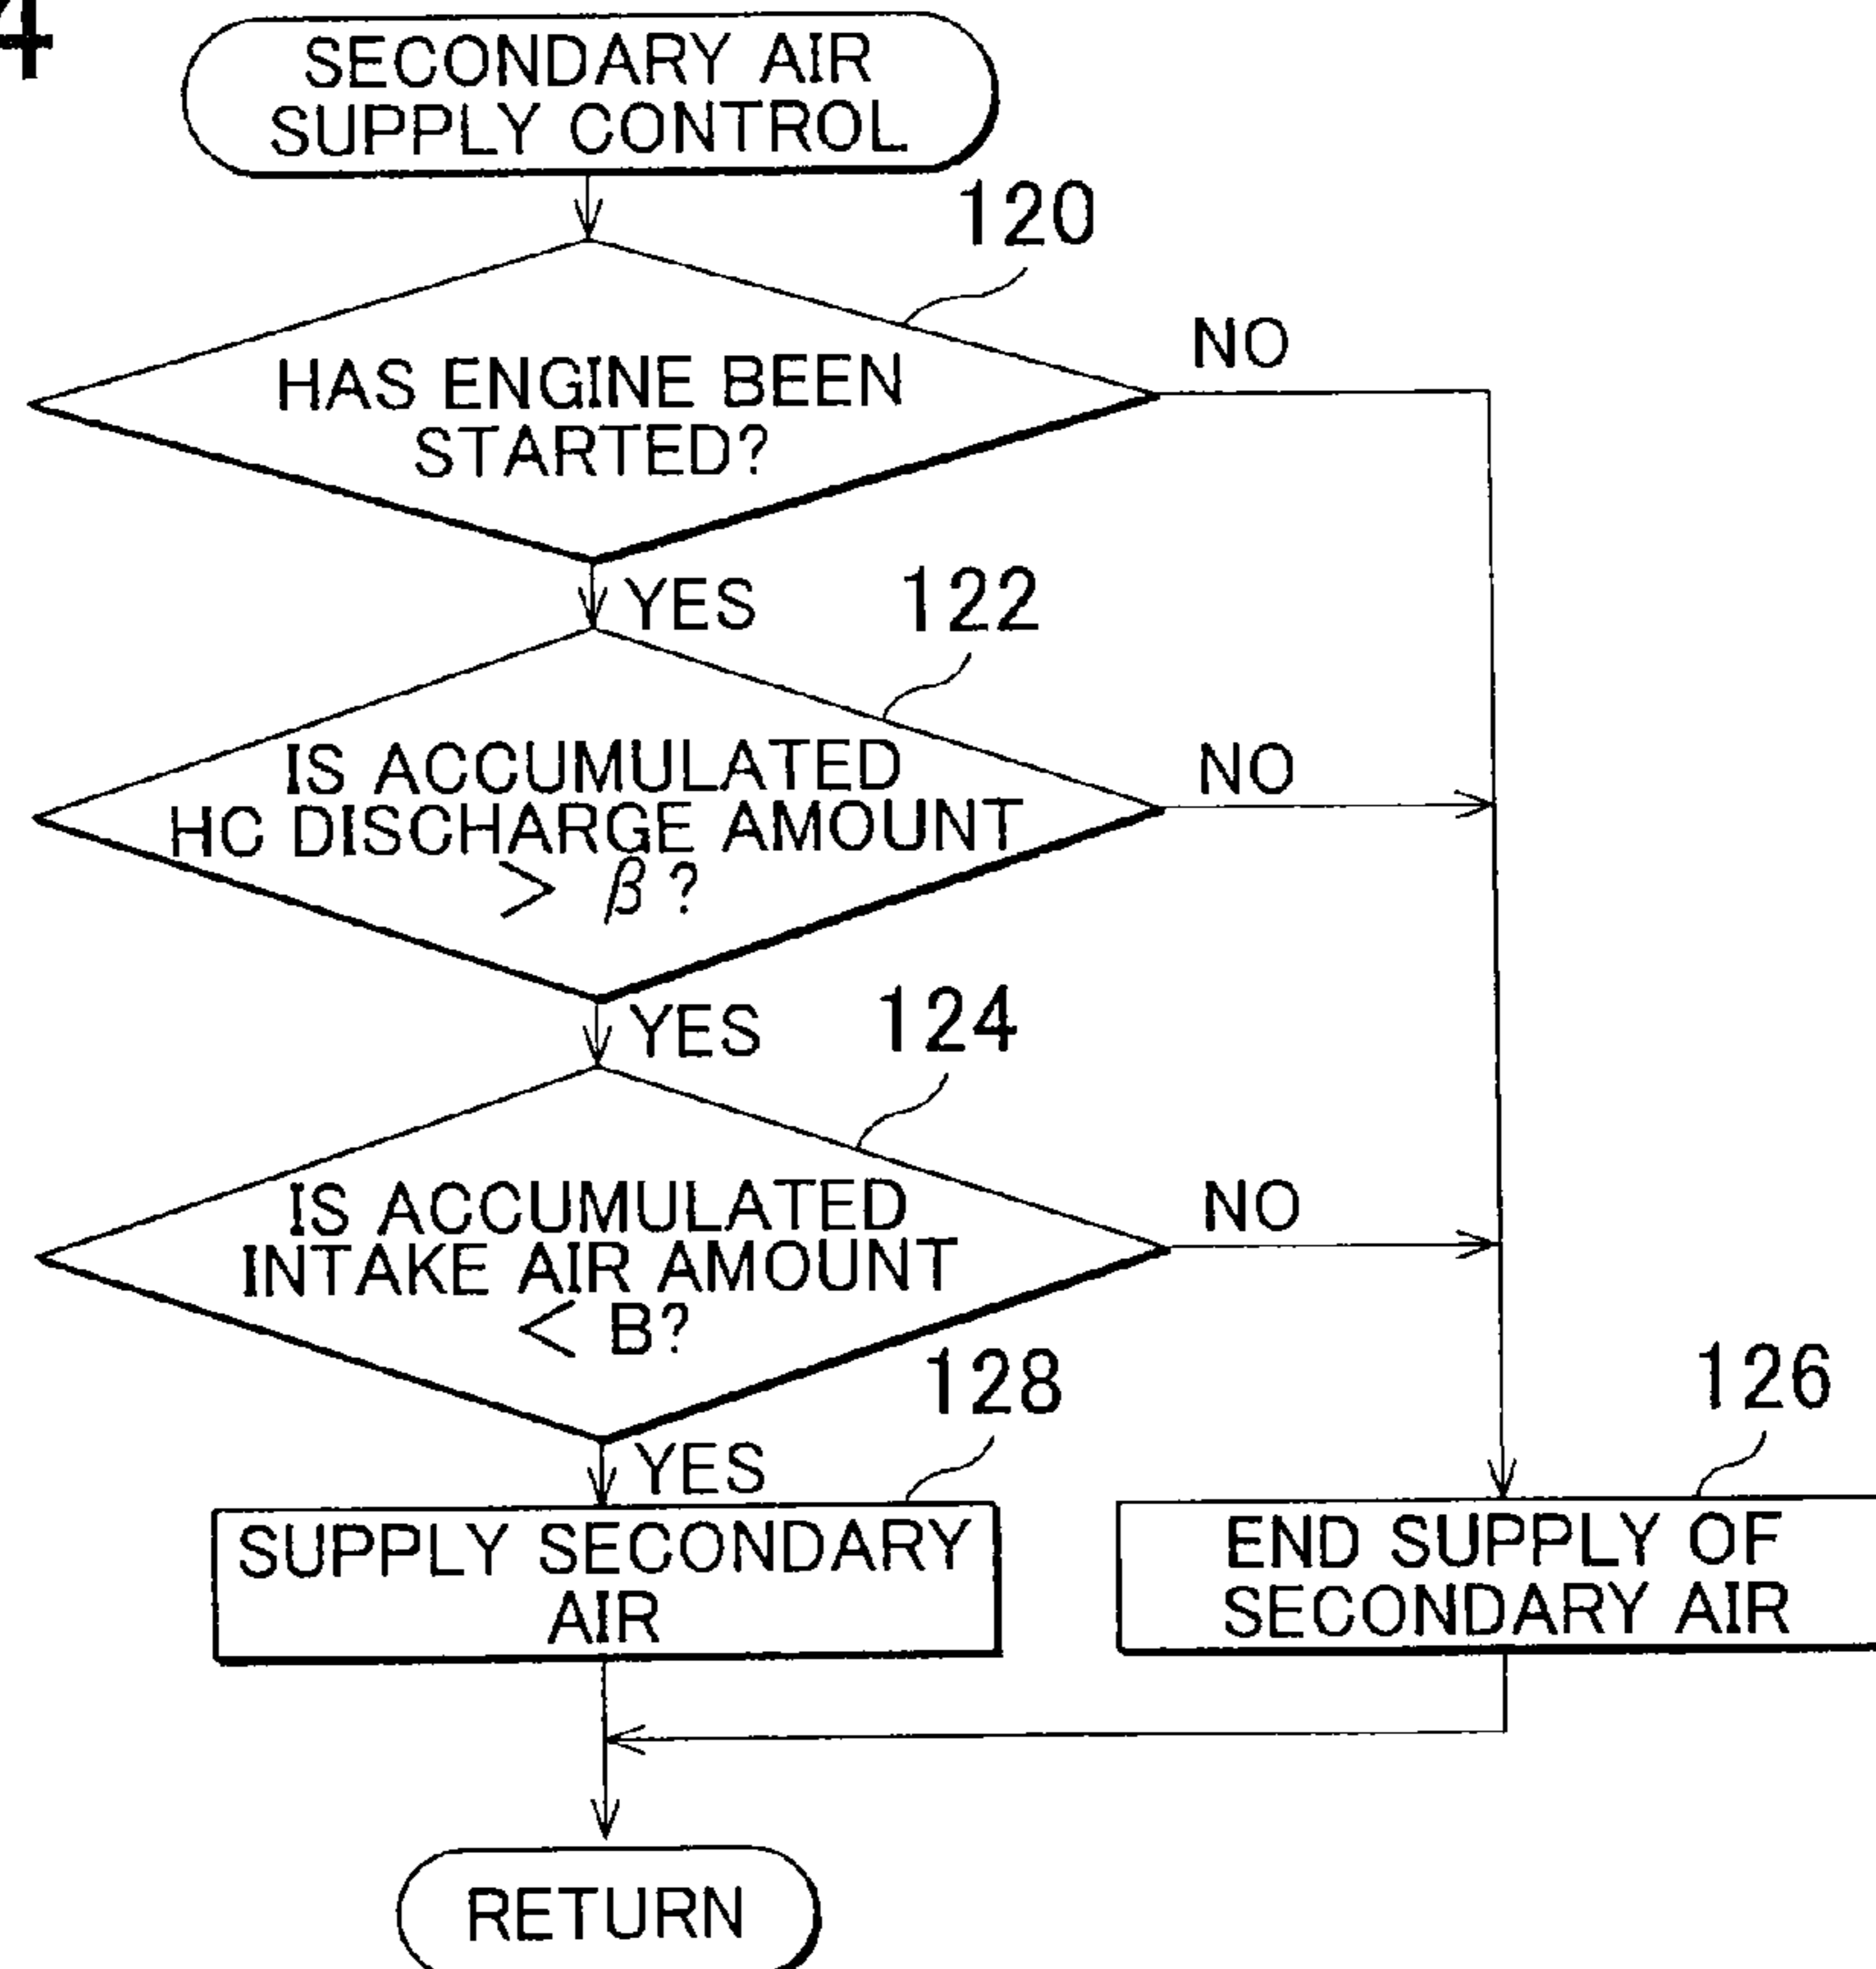 4
SECONDARY AIR
SUPPLY CONTROL
120
HAS ENGINE BEEN
STARTED?
NO
YES
122
IS ACCUMULATED
HC DISCHARGE AMOUNT
> β?
NO
YES
124
IS ACCUMULATED
INTAKE AIR AMOUNT
< B?
NO
YES
128
126
SUPPLY SECONDARY
AIR
END SUPPLY OF
SECONDARY AIR
RETURN